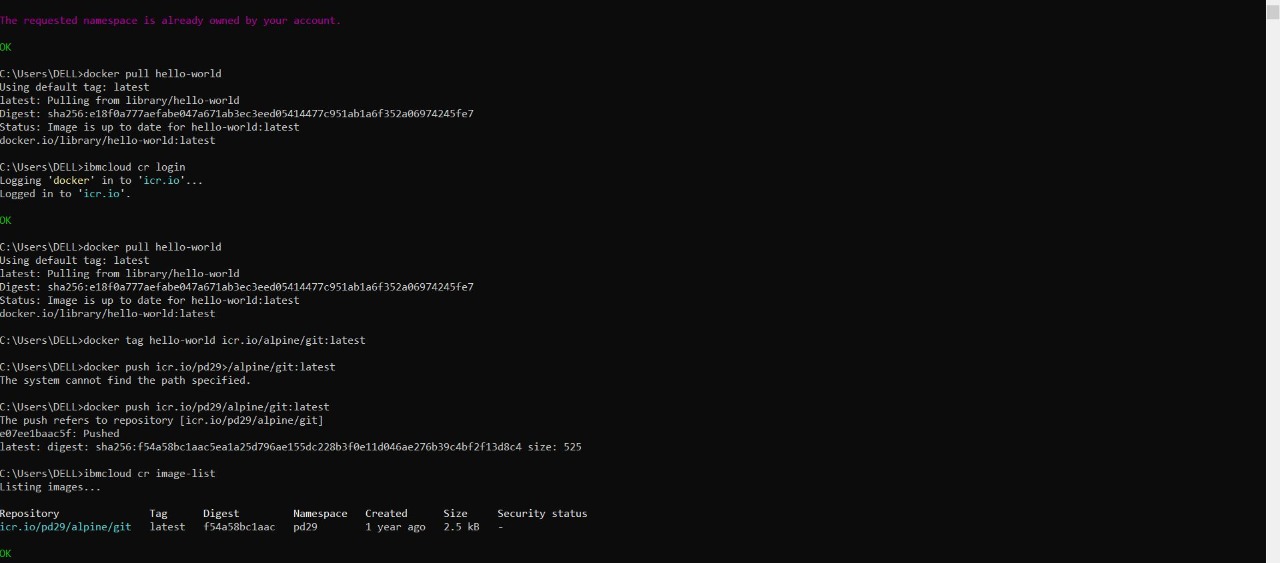 The requested namespace is already owned by your account.
OK
C:\Users\DELL>docker pull hello-world
Using default tag: latest
latest: Pulling from library/hello-world
Digest: sha256:e18f0a777aefabe047a671ab3ec3eed05414477c951ab1a6f352a06974245fe7
Status: Image is up to date for hello-world:latest
docker.io/library/hello-world:latest
C:\Users\DELL>ibmcloud cr login
Logging 'docker' in to 'icr.io'...
Logged in to 'icr.io'.
OK
C:\Users\DELL>docker pull hello-world
Using default tag: latest
latest: Pulling from library/hello-world
Digest: sha256:e18f0a777aefabe047a671ab3ec3eed05414477c951ab1a6f352a06974245fe7
Status: Image is up to date for hello-world:latest
docker.io/library/hello-world:latest
C:\Users\DELL>docker tag hello-world icr.io/alpine/git:latest
C:\Users\DELL>docker push icr.io/pd29>/alpine/git:latest
The system cannot find the path specified.
C:\Users\DELL>docker push icr.io/pd29/alpine/git:latest
The push refers to repository [icr.io/pd29/alpine/git]
e07ee1baac5f: Pushed
latest: digest: sha256:f54a58bc1aac5ea1a25d796ae155dc228b3f0e11d046ae276b39c4bf2f13d8c4 size: 525
C:\Users\DELL>ibmcloud cr image-list
Listing images...
Repository Tag Digest Namespace Created Size Security status
icr.io/pd29/alpine/git latest f54a58bc1aac pd29 1 year ago 2.5 kB -
OK